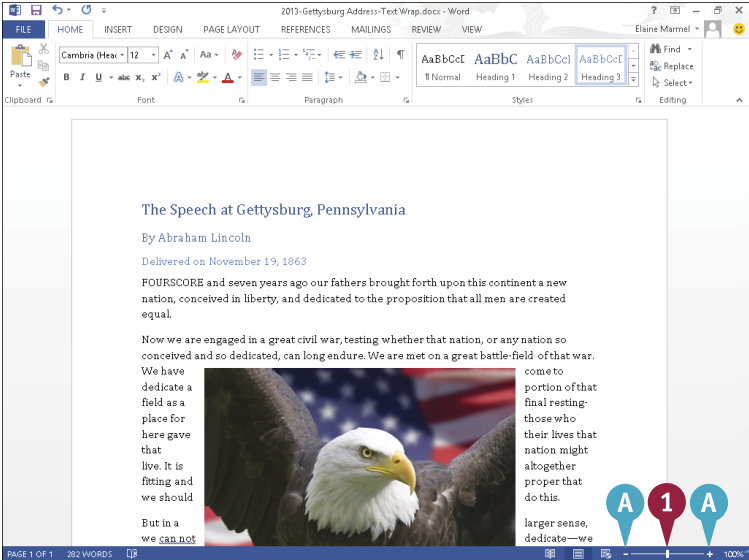 2013-Gettysburg Address-Text Wrap.docx - Word
FILE HOME INSERT DESIGN PAGE LAYOUT REFERENCES MAILINGS REVIEW VIEW Elaine Marmel
Cambria (Head 12 Aa
Paste
B I U abc x₂ x² A ab A
AaBbCcI AaBbC AaBbCcI AaBbCcI
¶ Normal Heading 1 Heading 2 Heading 3
Find
Replace
Select
Clipboard Font Paragraph Styles Editing
The Speech at Gettysburg, Pennsylvania
By Abraham Lincoln
Delivered on November 19, 1863
FOURSCORE and seven years ago our fathers brought forth upon this continent a new
nation, conceived in liberty, and dedicated to the proposition that all men are created
equal.
Now we are engaged in a great civil war, testing whether that nation, or any nation so
conceived and so dedicated, can long endure. We are met on a great battle-field of that war.
We have come to
dedicate a portion of that
field as a final resting-
place for those who
here gave their lives that
that nation might
live. It is altogether
fitting and proper that
we should do this.
But in a larger sense,
we can not dedicate—we
A 1 A
PAGE 1 OF 1 282 WORDS 100%